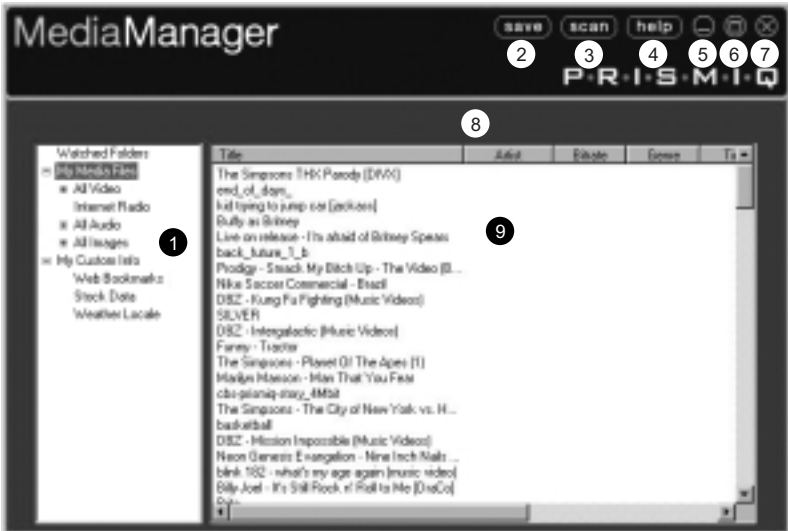 MediaManager
save scan help
2 3 4 5 6 7
P·R·I·S·M·I·Q
8
Watched Folders
My Media Files
All Video
Internet Radio
All Audio
All Images
1
My Custom Info
Web Bookmarks
Stock Data
Weather Locale
Title Artist Bitrate Genre
The Simpsons THX Parody (DIVX)
end_of_days_
kid trying to jump car [jackass]
Buffy as Britney
Live on release - I'm afraid of Britney Spears
9
back_future_1_b
Prodigy - Smack My Bitch Up - The Video (B...
Nike Soccer Commercial - Brazil
DBZ - Kung Fu Fighting (Music Videos)
SILVER
DBZ - Intergalactic (Music Videos)
Funny - Tractor
The Simpsons - Planet Of The Apes (1)
Marilyn Manson - Man That You Fear
cbs-prismiq-story_4Mbit
The Simpsons - The City of New York vs. H...
basketball
DBZ - Mission Impossible (Music Videos)
Neon Genesis Evangelion - Nine Inch Nails ...
blink 182 - what's my age again (music video)
Billy Joel - It's Still Rock n' Roll to Me (DraCo)